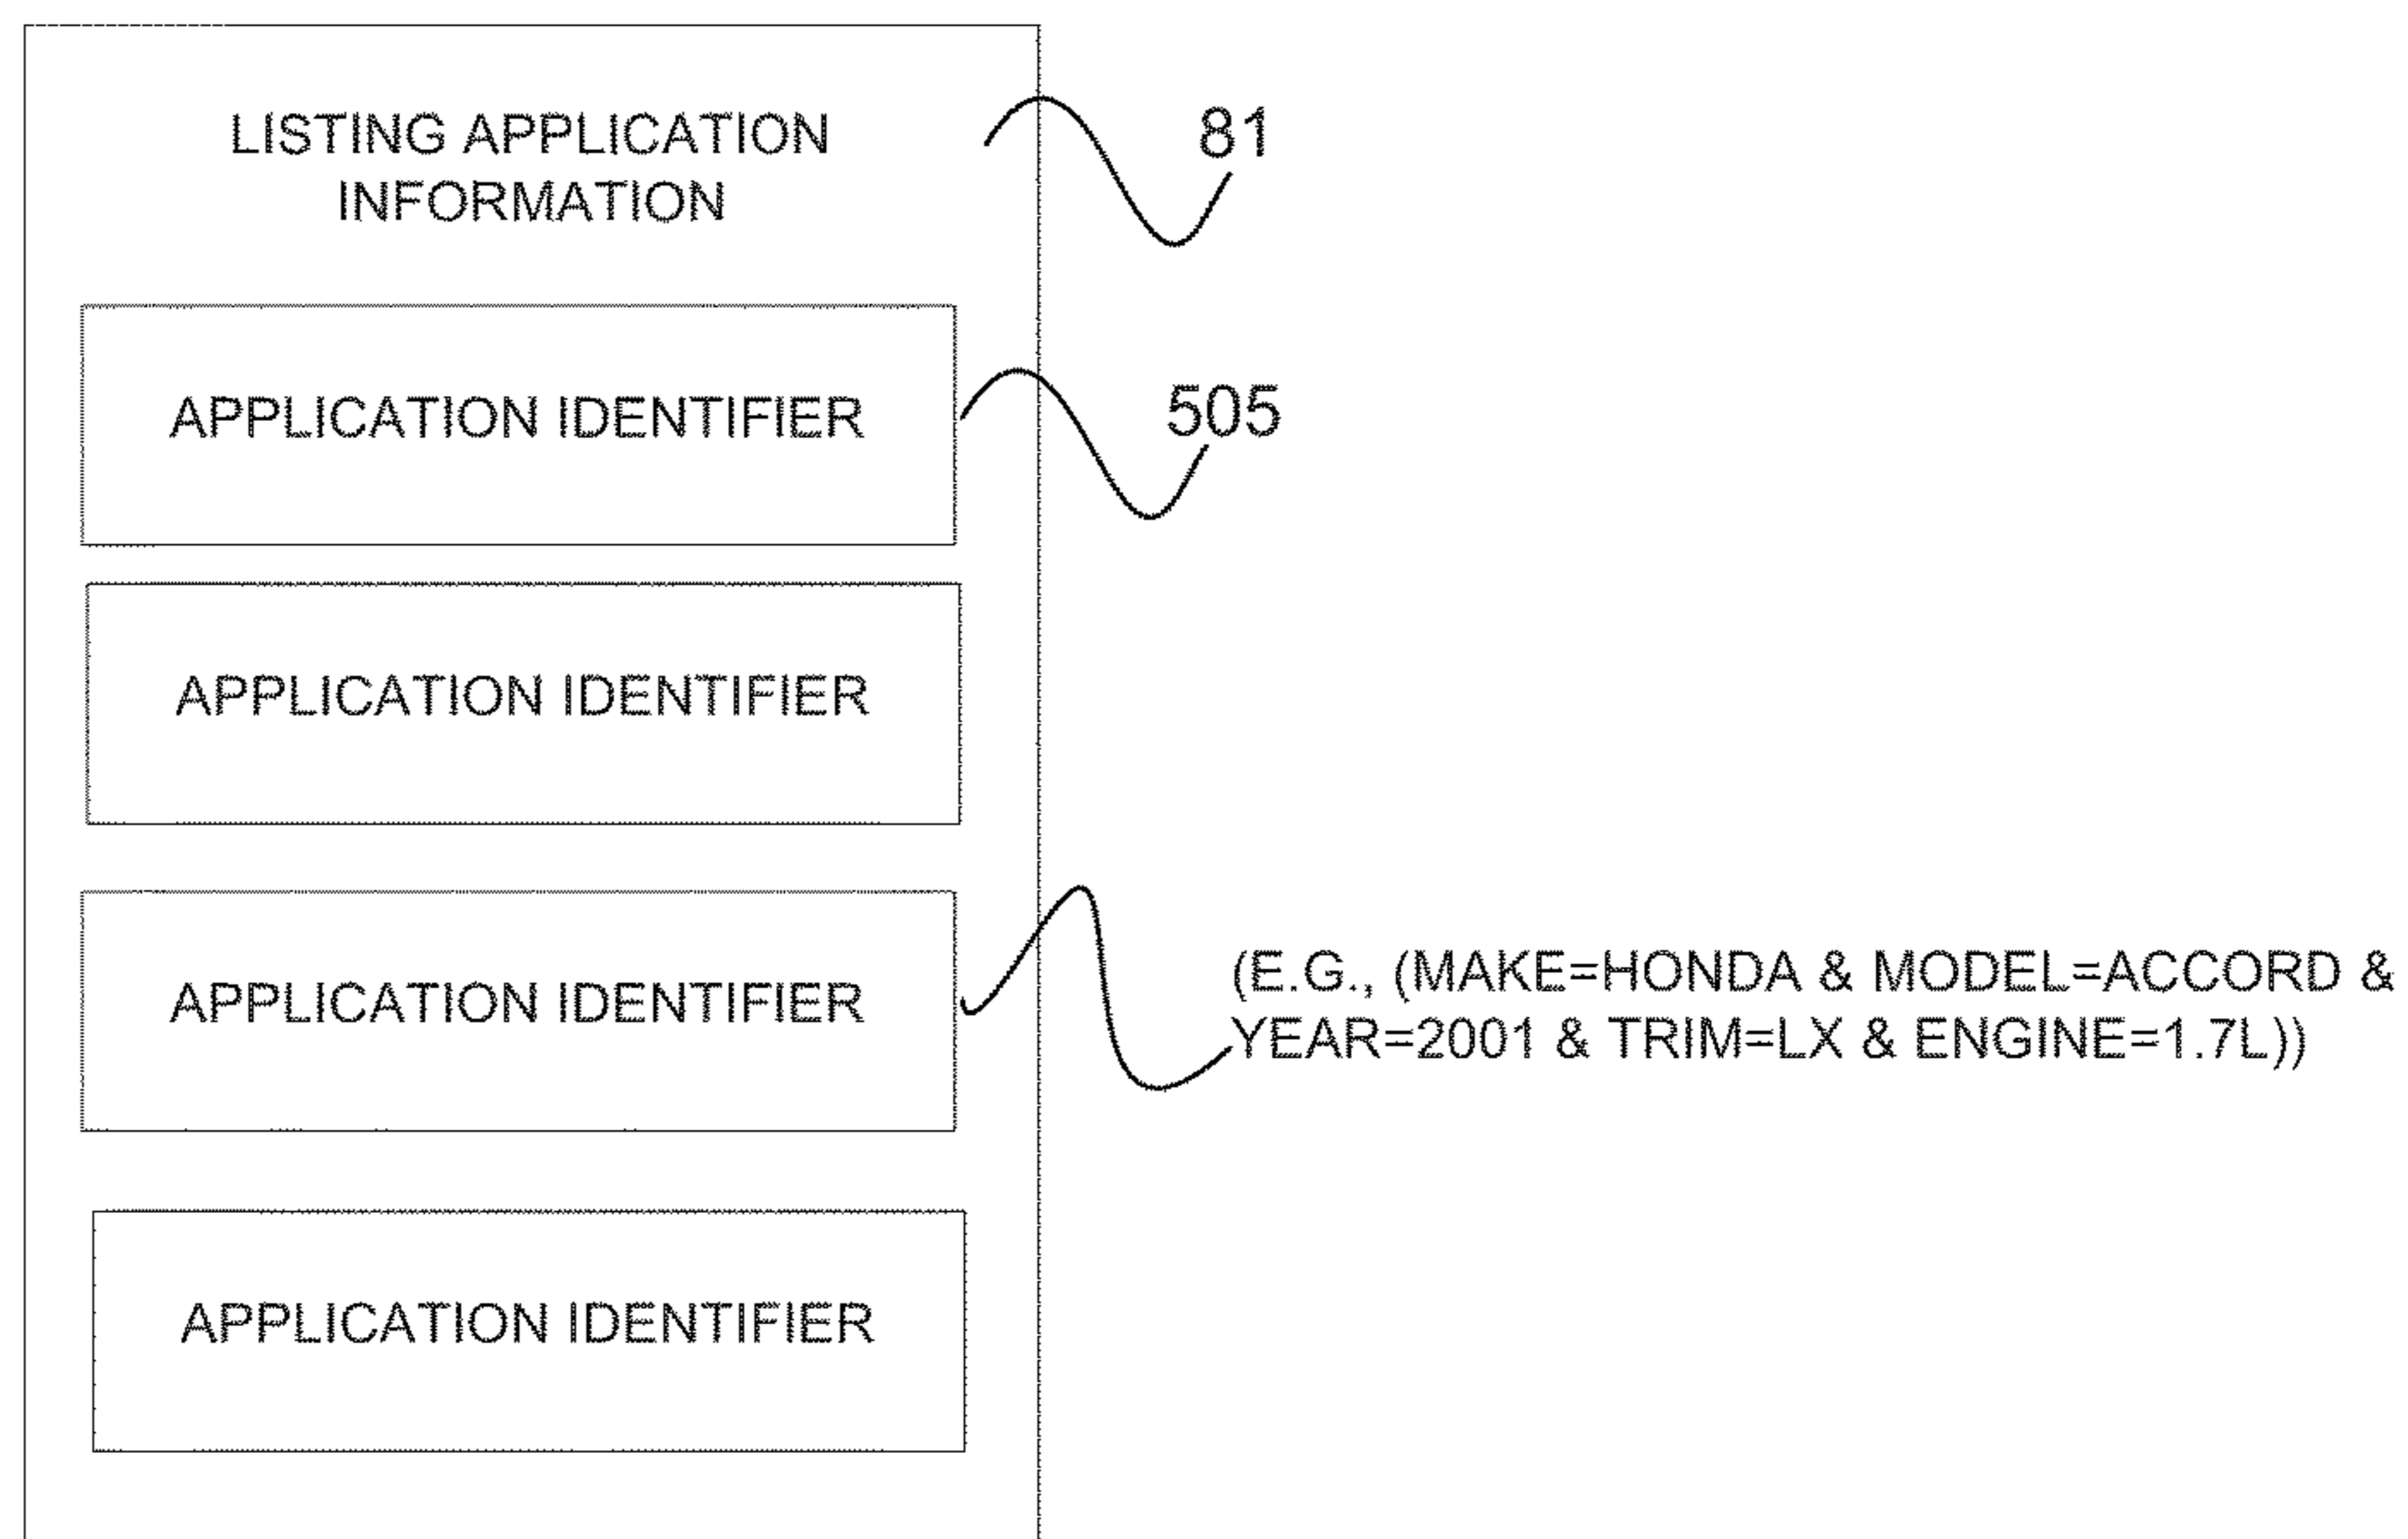 LISTING APPLICATION
INFORMATION
81
APPLICATION IDENTIFIER
505
APPLICATION IDENTIFIER
APPLICATION IDENTIFIER
(E.G., (MAKE=HONDA & MODEL=ACCORD &
YEAR=2001 & TRIM=LX & ENGINE=1.7L))
APPLICATION IDENTIFIER